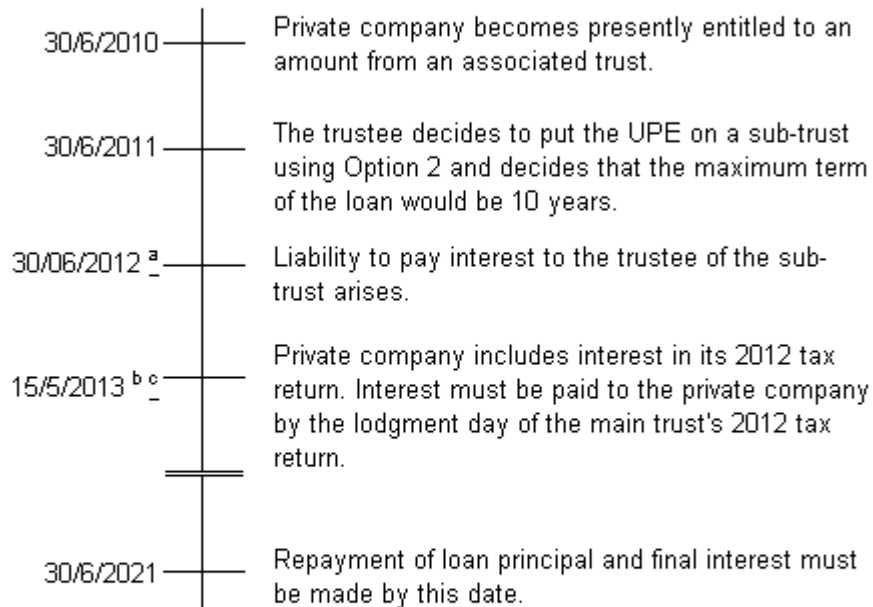 30/6/2010
Private company becomes presently entitled to an
amount from an associated trust.
30/6/2011
The trustee decides to put the UPE on a sub-trust
using Option 2 and decides that the maximum term
of the loan would be 10 years.
30/06/2012 a
Liability to pay interest to the trustee of the sub-
trust arises.
15/5/2013 b c
Private company includes interest in its 2012 tax
return. Interest must be paid to the private company
by the lodgment day of the main trust's 2012 tax
return.
30/6/2021
Repayment of loan principal and final interest must
be made by this date.